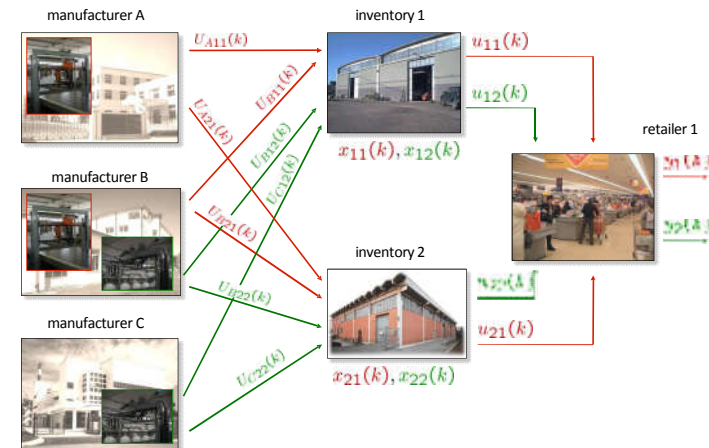 manufacturer A
inventory 1
U_{A11}(k)
u_{11}(k)
U_{B11}(k)
u_{12}(k)
U_{A21}(k)
retailer 1
U_{B12}(k)
x_{11}(k), x_{12}(k)
U_{C12}(k)
manufacturer B
U_{B21}(k)
inventory 2
U_{B22}(k)
manufacturer C
u_{21}(k)
U_{C22}(k)
x_{21}(k), x_{22}(k)